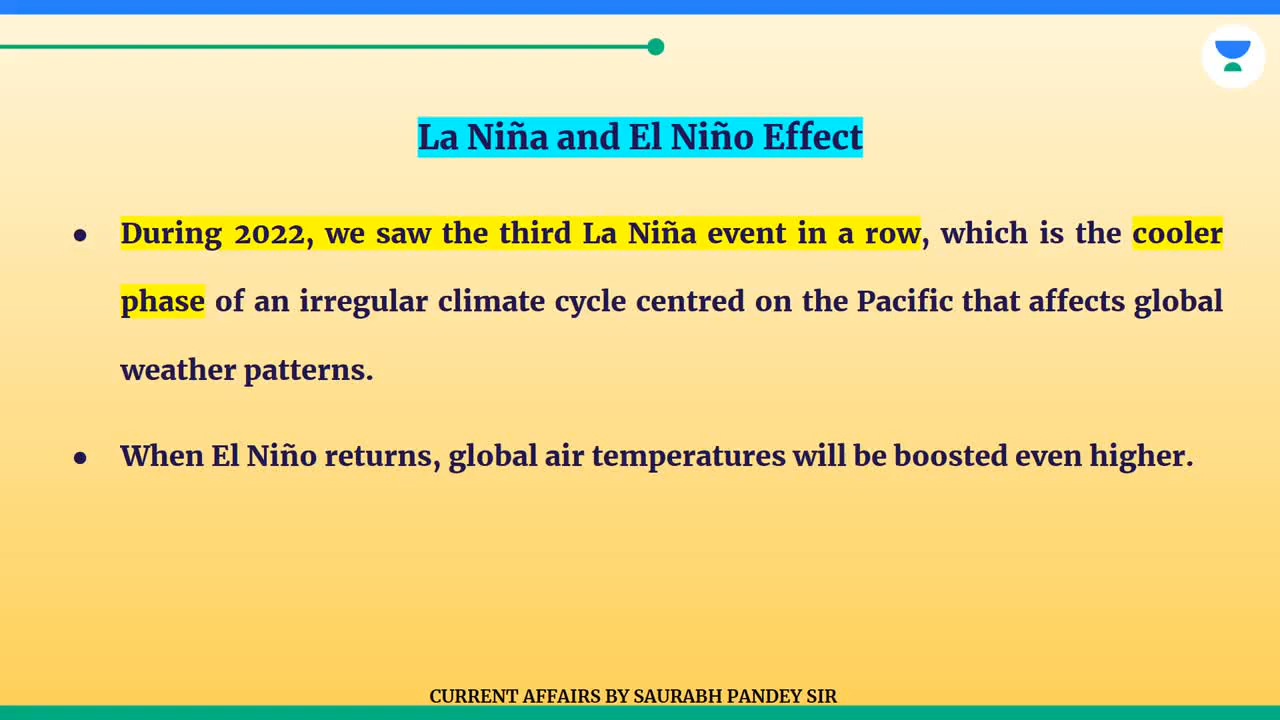 La Niña and El Niño Effect
● During 2022, we saw the third La Niña event in a row, which is the cooler
phase of an irregular climate cycle centred on the Pacific that affects global
weather patterns.
● When El Niño returns, global air temperatures will be boosted even higher.
CURRENT AFFAIRS BY SAURABH PANDEY SIR